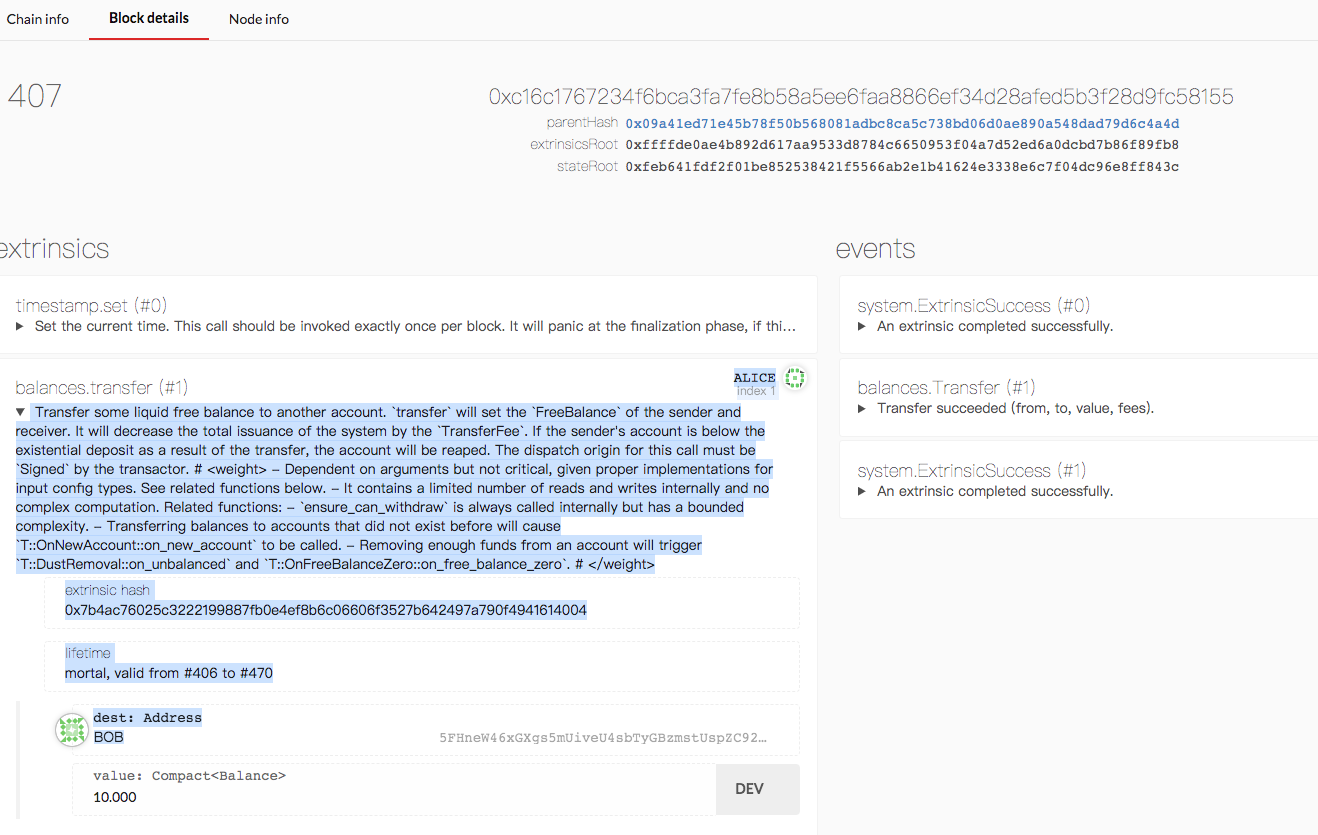 Chain info
Block details
Node info
407
0xc16c1767234f6bca3fa7fe8b58a5ee6faa8866ef34d28afed5b3f28d9fc58155
parentHash 0x09a41ed71e45b78f50b568081adbc8ca5c738bd06d0ae890a548dad79d6c4a4d
extrinsicsRoot 0xffffde0ae4b892d617aa9533d8784c6650953f04a7d52ed6a0dcbd7b86f89fb8
stateRoot 0xfeb641fdf2f01be852538421f5566ab2e1b41624e3338e6c7f04dc96e8ff843c
extrinsics
timestamp.set (#0)
▶ Set the current time. This call should be invoked exactly once per block. It will panic at the finalization phase, if thi...
balances.transfer (#1)
ALICE
index 1
▼ Transfer some liquid free balance to another account. `transfer` will set the `FreeBalance` of the sender and
receiver. It will decrease the total issuance of the system by the `TransferFee`. If the sender's account is below the
existential deposit as a result of the transfer, the account will be reaped. The dispatch origin for this call must be
`Signed` by the transactor. # <weight> – Dependent on arguments but not critical, given proper implementations for
input config types. See related functions below. – It contains a limited number of reads and writes internally and no
complex computation. Related functions: – `ensure_can_withdraw` is always called internally but has a bounded
complexity. – Transferring balances to accounts that did not exist before will cause
`T::OnNewAccount::on_new_account` to be called. – Removing enough funds from an account will trigger
`T::DustRemoval::on_unbalanced` and `T::OnFreeBalanceZero::on_free_balance_zero`. # </weight>
extrinsic hash
0x7b4ac76025c3222199887fb0e4ef8b6c06606f3527b642497a790f4941614004
lifetime
mortal, valid from #406 to #470
dest: Address
BOB
5FHneW46xGXgs5mUiveU4sbTyGBzmstUspZC92…
value: Compact<Balance>
10.000
DEV
events
system.ExtrinsicSuccess (#0)
▶ An extrinsic completed successfully.
balances.Transfer (#1)
▶ Transfer succeeded (from, to, value, fees).
system.ExtrinsicSuccess (#1)
▶ An extrinsic completed successfully.